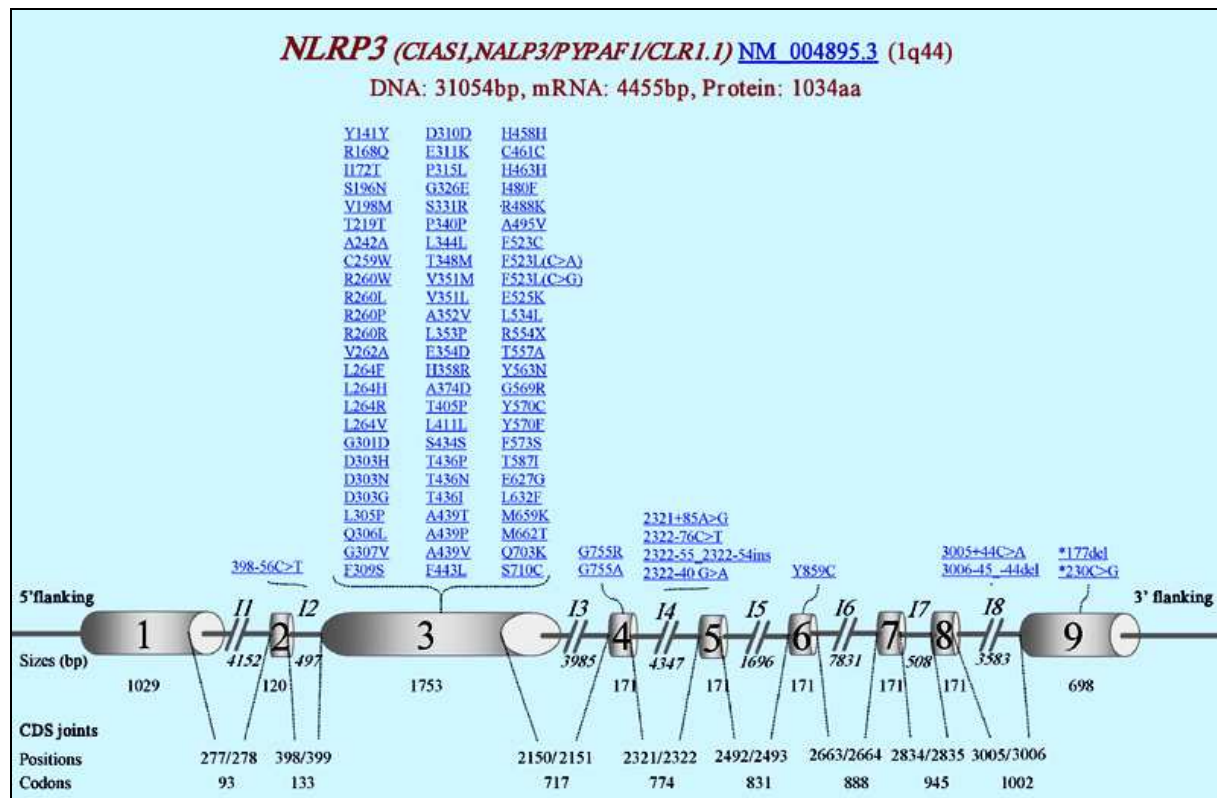 NLRP3 (CIAS1,NALP3/PYPAF1/CLR1.1) NM_004895.3 (1q44)
DNA: 31054bp, mRNA: 4455bp, Protein: 1034aa
Y141Y D310D H458H
R168Q E311K C461C
I172T P315L H463H
S196N G326E I480F
V198M S331R R488K
T219T P340P A495V
A242A L344L F523C
C259W T348M F523L(C>A)
R260W V351M F523L(C>G)
R260L V351L E525K
R260P A352V L534L
R260R L353P R554X
V262A E354D T557A
L264F H358R Y563N
L264H A374D G569R
L264R T405P Y570C
L264V L411L Y570F
G301D S434S F573S
D303H T436P T587I
D303N T436N E627G
D303G T436I L632F
L305P A439T M659K
Q306L A439P M662T
G307V A439V Q703K
F309S F443L S710C
398-56C>T
G755R
G755A
2321+85A>G
2322-76C>T
2322-55_2322-54ins
2322-40 G>A
Y859C
3005+44C>A
3006-45_-44del
*177del
*230C>G
5'flanking I1 I2 I3 I4 I5 I6 I7 I8 3' flanking
1 2 3 4 5 6 7 8 9
Sizes (bp) 4152 497 3985 4347 1696 7831 508 3583
1029 120 1753 171 171 171 171 171 698
CDS joints
Positions 277/278 398/399 2150/2151 2321/2322 2492/2493 2663/2664 2834/2835 3005/3006
Codons 93 133 717 774 831 888 945 1002